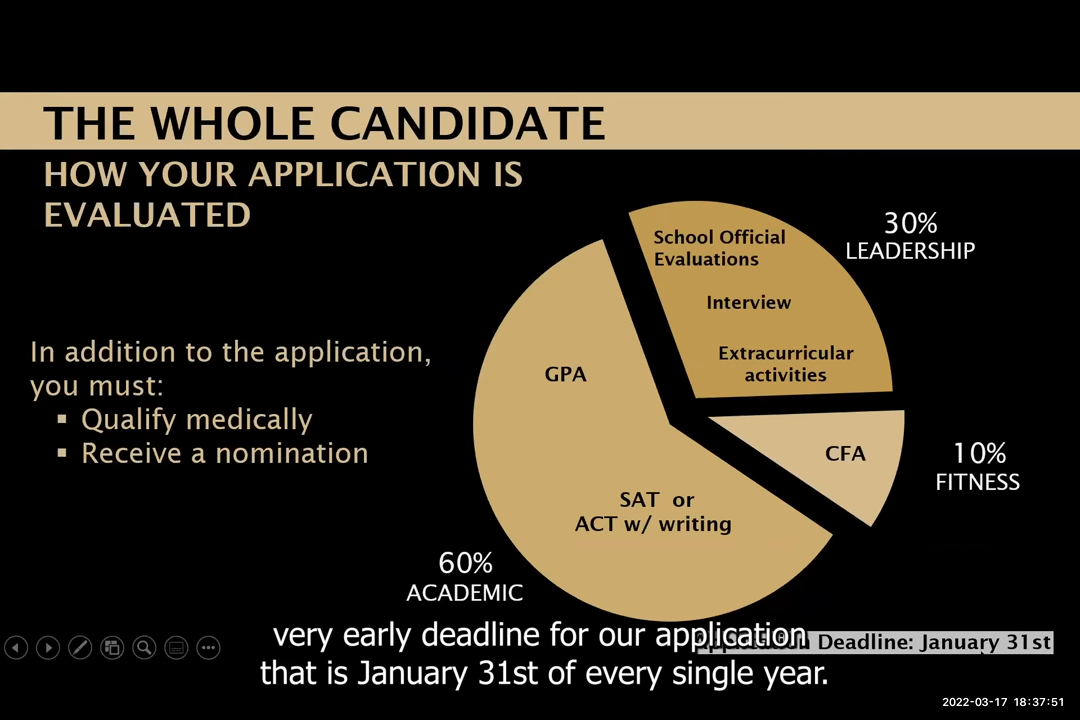 THE WHOLE CANDIDATE
HOW YOUR APPLICATION IS
EVALUATED
In addition to the application,
you must:
▪ Qualify medically
▪ Receive a nomination
School Official
Evaluations
Interview
Extracurricular
activities
30%
LEADERSHIP
GPA
SAT or
ACT w/ writing
CFA
10%
FITNESS
60%
ACADEMIC
Deadline: January 31st
very early deadline for our application
that is January 31st of every single year.
2022-03-17 18:37:51